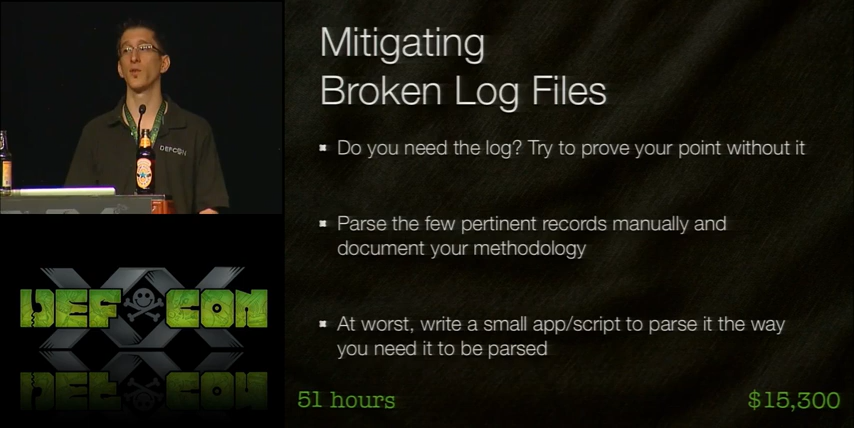 Mitigating
Broken Log Files
Do you need the log? Try to prove your point without it
Parse the few pertinent records manually and
document your methodology
At worst, write a small app/script to parse it the way
you need it to be parsed
51 hours
$15,300
DEFCON
XX
DEF CON